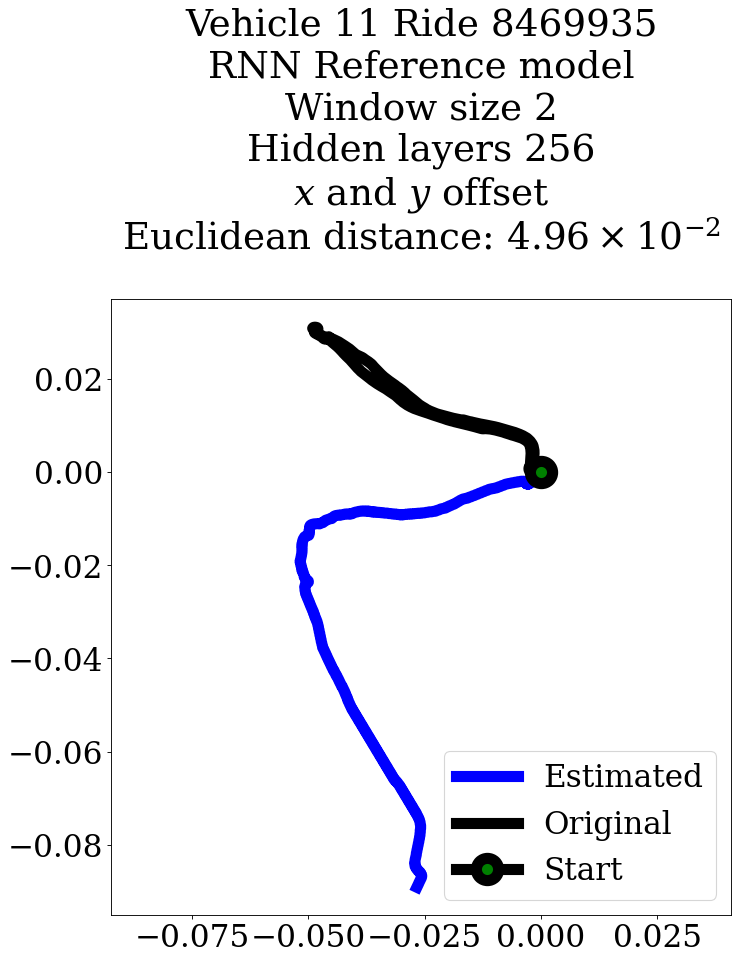 Vehicle 11 Ride 8469935
RNN Reference model
Window size 2
Hidden layers 256
x and y offset
Euclidean distance: 4.96 × 10⁻²
0.02
0.00
−0.02
−0.04
−0.06
−0.08
Estimated
Original
Start
−0.075 −0.050 −0.025 0.000 0.025